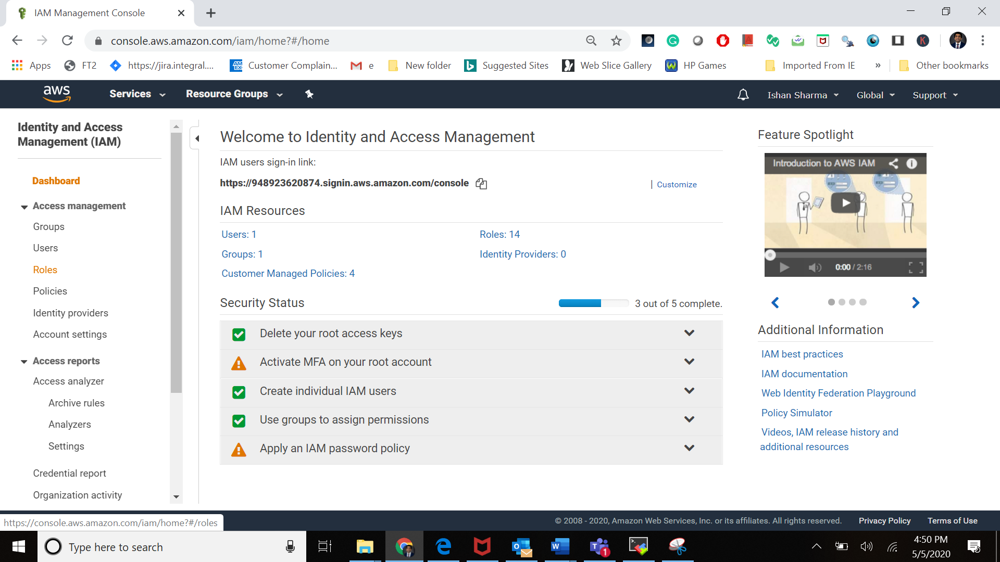 IAM Management Console
console.aws.amazon.com/iam/home?#/home
Apps
FT2
https://jira.integral....
Customer Complain...
e
New folder
Suggested Sites
Web Slice Gallery
HP Games
Imported From IE
»
Other bookmarks
aws
Services
Resource Groups
Ishan Sharma
Global
Support
Identity and Access
Management (IAM)
Dashboard
Access management
Groups
Users
Roles
Policies
Identity providers
Account settings
Access reports
Access analyzer
Archive rules
Analyzers
Settings
Credential report
Organization activity
Welcome to Identity and Access Management
IAM users sign-in link:
https://948923620874.signin.aws.amazon.com/console
| Customize
IAM Resources
Users: 1
Roles: 14
Groups: 1
Identity Providers: 0
Customer Managed Policies: 4
Security Status
3 out of 5 complete.
Delete your root access keys
Activate MFA on your root account
Create individual IAM users
Use groups to assign permissions
Apply an IAM password policy
Feature Spotlight
Introduction to AWS IAM
0:00 / 2:16
Additional Information
IAM best practices
IAM documentation
Web Identity Federation Playground
Policy Simulator
Videos, IAM release history and
additional resources
https://console.aws.amazon.com/iam/home?#/roles
© 2008 - 2020, Amazon Web Services, Inc. or its affiliates. All rights reserved.
Privacy Policy
Terms of Use
Type here to search
4:50 PM
5/5/2020